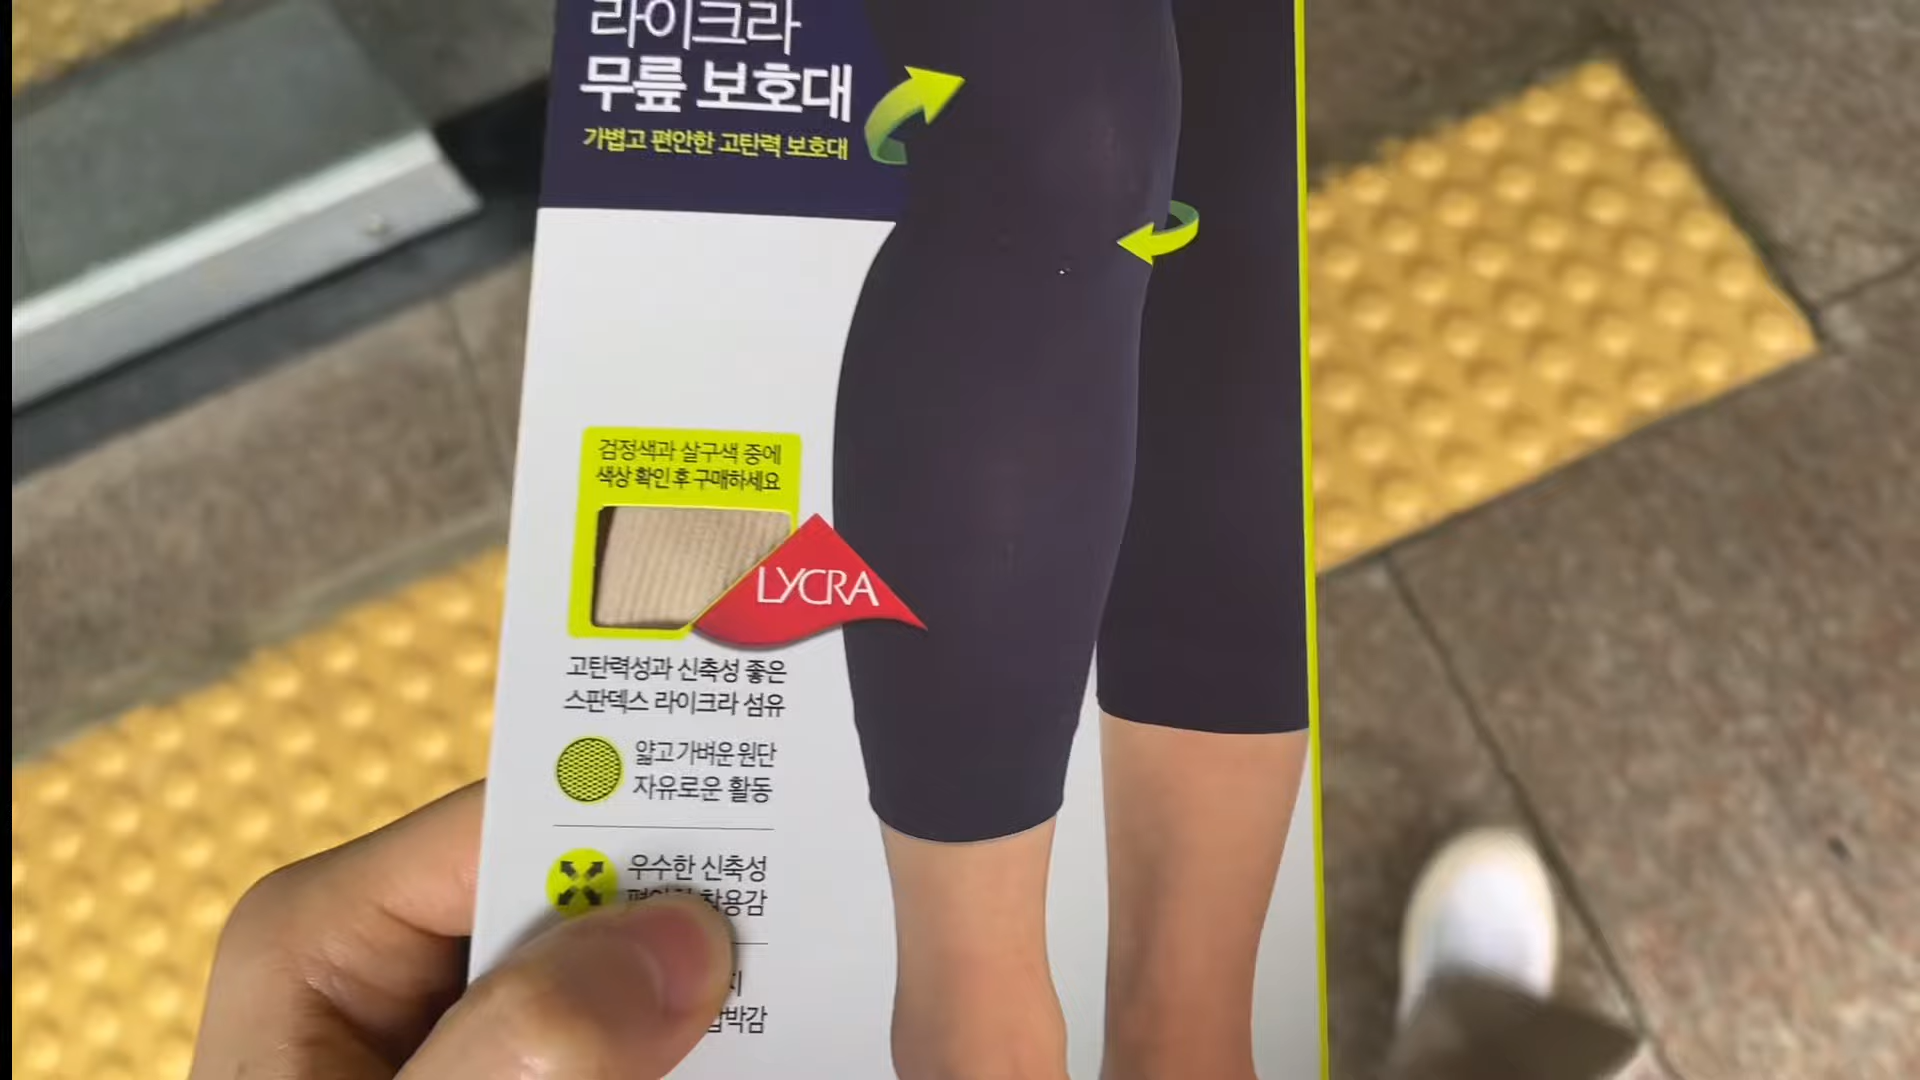 라이크라
무릎 보호대
가볍고 편안한 고탄력 보호대
검정색과 살구색 중에
색상 확인 후 구매하세요
LYCRA
고탄력성과 신축성 좋은
스판덱스 라이크라 섬유
얇고 가벼운 원단
자유로운 활동
우수한 신축성
착용감